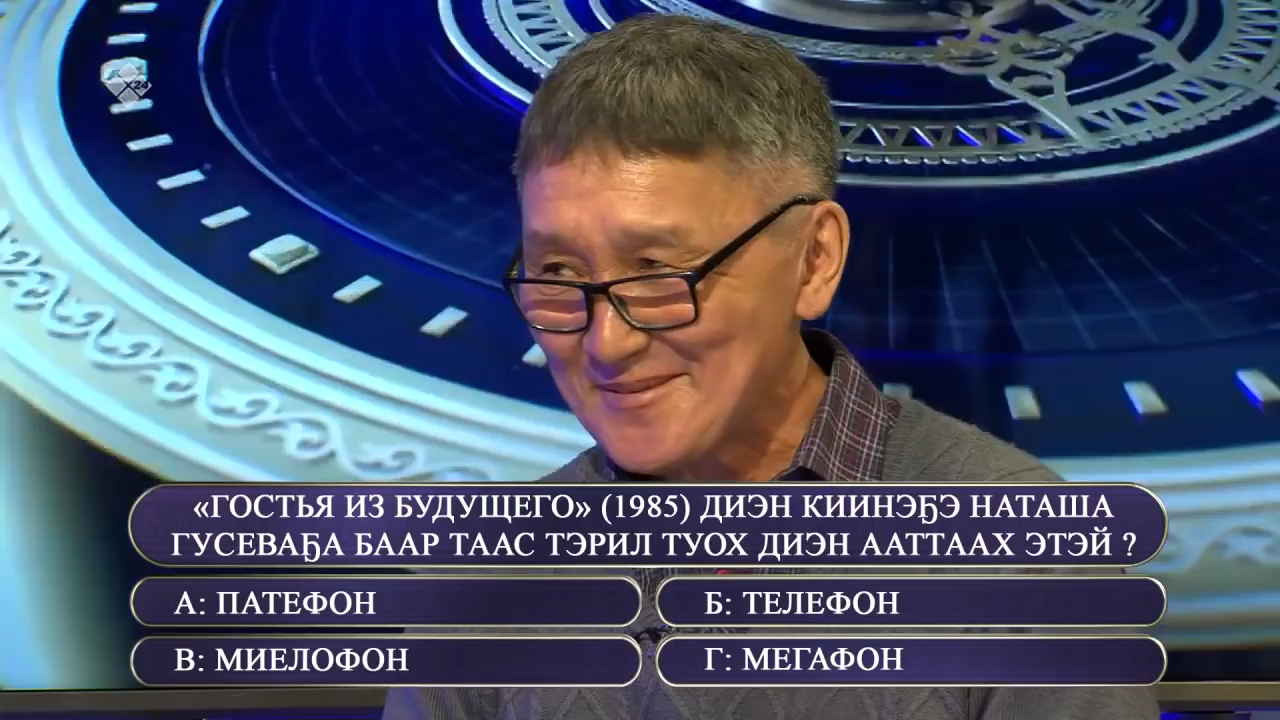 X24
«ГОСТЬЯ ИЗ БУДУЩЕГО» (1985) ДИЭН КИИНЭҔЭ НАТАША
ГУСЕВАҔА БААР ТААС ТЭРИЛ ТУОХ ДИЭН ААТТААХ ЭТЭЙ ?
А: ПАТЕФОН
Б: ТЕЛЕФОН
В: МИЕЛОФОН
Г: МЕГАФОН